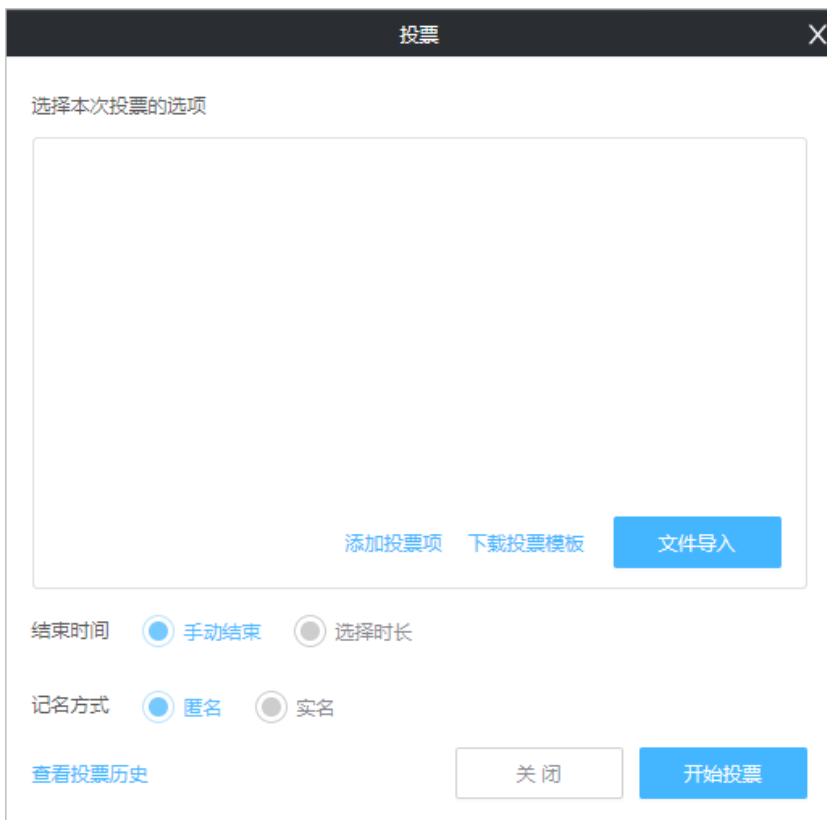 投票
选择本次投票的选项
添加投票项 下载投票模板 文件导入
结束时间 手动结束 选择时长
记名方式 匿名 实名
查看投票历史 关闭 开始投票